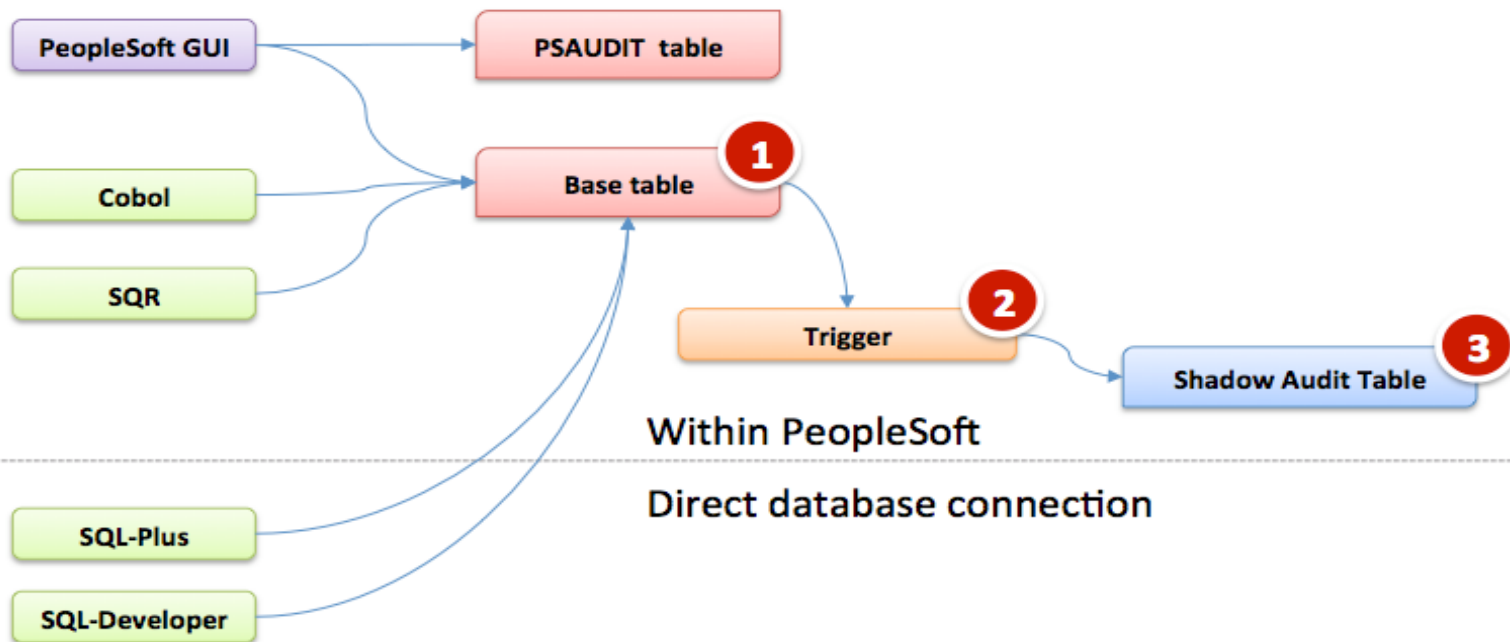 PeopleSoft GUI
PSAUDIT table
1
Base table
Cobol
SQR
2
Trigger
3
Shadow Audit Table
Within PeopleSoft
Direct database connection
SQL-Plus
SQL-Developer